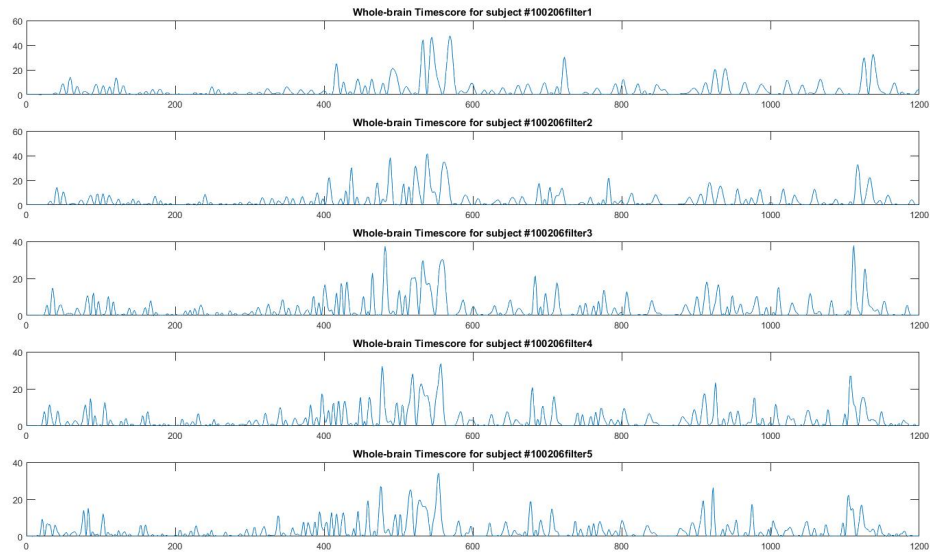 Whole-brain Timescore for subject #100206filter1
60
40
20
0
0 200 400 600 800 1000 1200
Whole-brain Timescore for subject #100206filter2
60
40
20
0
0 200 400 600 800 1000 1200
Whole-brain Timescore for subject #100206filter3
40
20
0
0 200 400 600 800 1000 1200
Whole-brain Timescore for subject #100206filter4
40
20
0
0 200 400 600 800 1000 1200
Whole-brain Timescore for subject #100206filter5
40
20
0
0 200 400 600 800 1000 1200